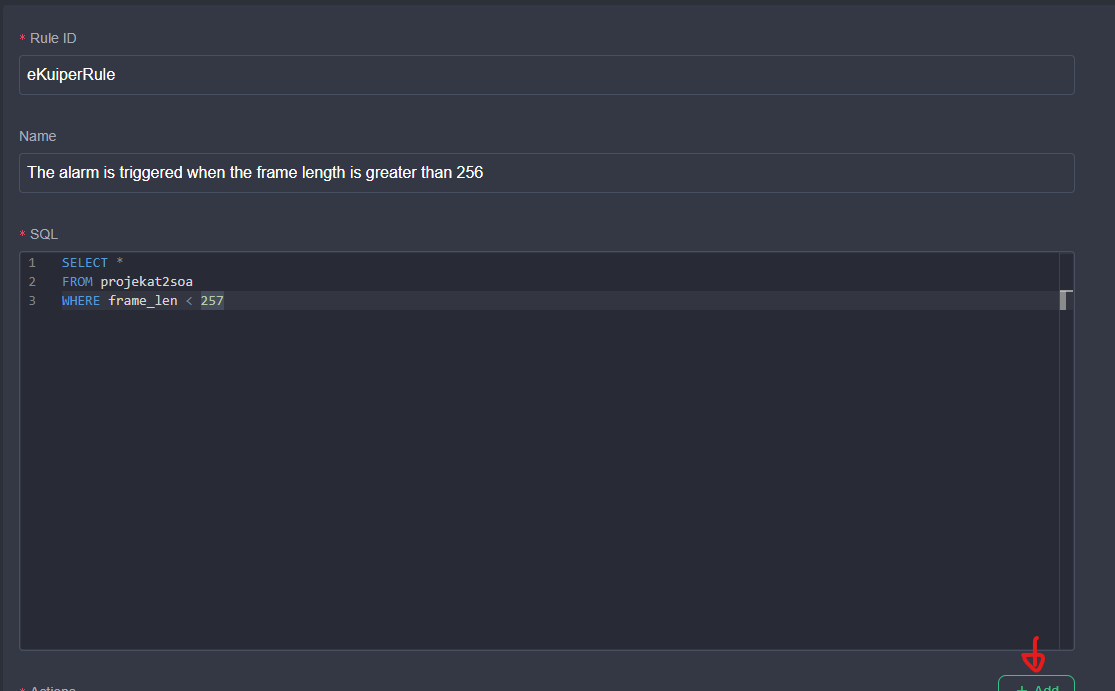 * Rule ID
eKuiperRule
Name
The alarm is triggered when the frame length is greater than 256
* SQL
1 SELECT *
2 FROM projekat2soa
3 WHERE frame_len < 257
* Actions
+ Add